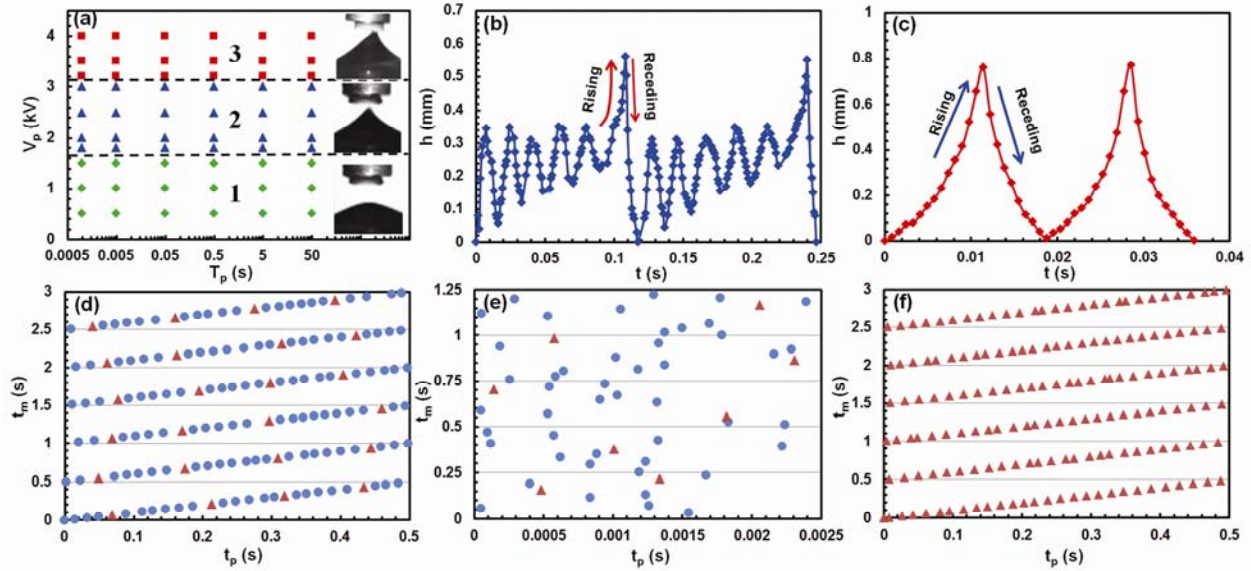 (a)
V_p (kV)
4
3
2
1
0
3
2
1
0.0005 0.005 0.05 0.5 5 50
T_p (s)
(b)
h (mm)
0.7
0.6
0.5
0.4
0.3
0.2
0.1
0
Rising
Receding
0.00 0.05 0.10 0.15 0.20 0.25
t (s)
(c)
h (mm)
1
0.8
0.6
0.4
0.2
0
Rising
Receding
0.00 0.01 0.02 0.03 0.04
t (s)
(d)
t_m (s)
3
2.5
2
1.5
1
0.5
0
0 0.1 0.2 0.3 0.4 0.5
t_p (s)
(e)
t_m (s)
1.25
1
0.75
0.5
0.25
0
0 0.0005 0.001 0.0015 0.002 0.0025
t_p (s)
(f)
t_m (s)
3
2.5
2
1.5
1
0.5
0
0 0.1 0.2 0.3 0.4 0.5
t_p (s)